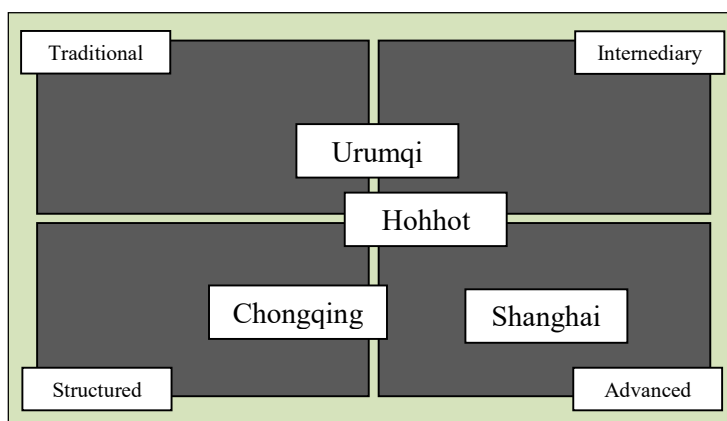 Traditional
Internediary
Urumqi
Hohhot
Chongqing
Shanghai
Structured
Advanced